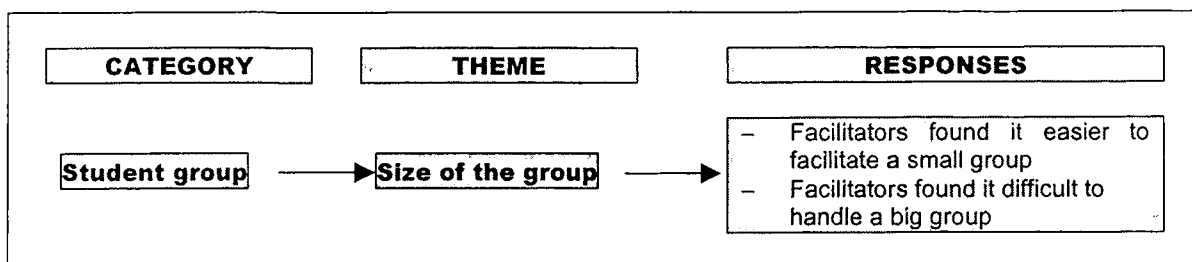 CATEGORY THEME RESPONSES
Student group Size of the group
– Facilitators found it easier to
facilitate a small group
– Facilitators found it difficult to
handle a big group